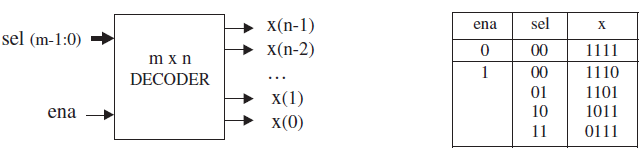 sel (m-1:0)
ena
m x n
DECODER
x(n-1)
x(n-2)
...
x(1)
x(0)
ena sel x
0 00 1111
1 00 1110
01 1101
10 1011
11 0111